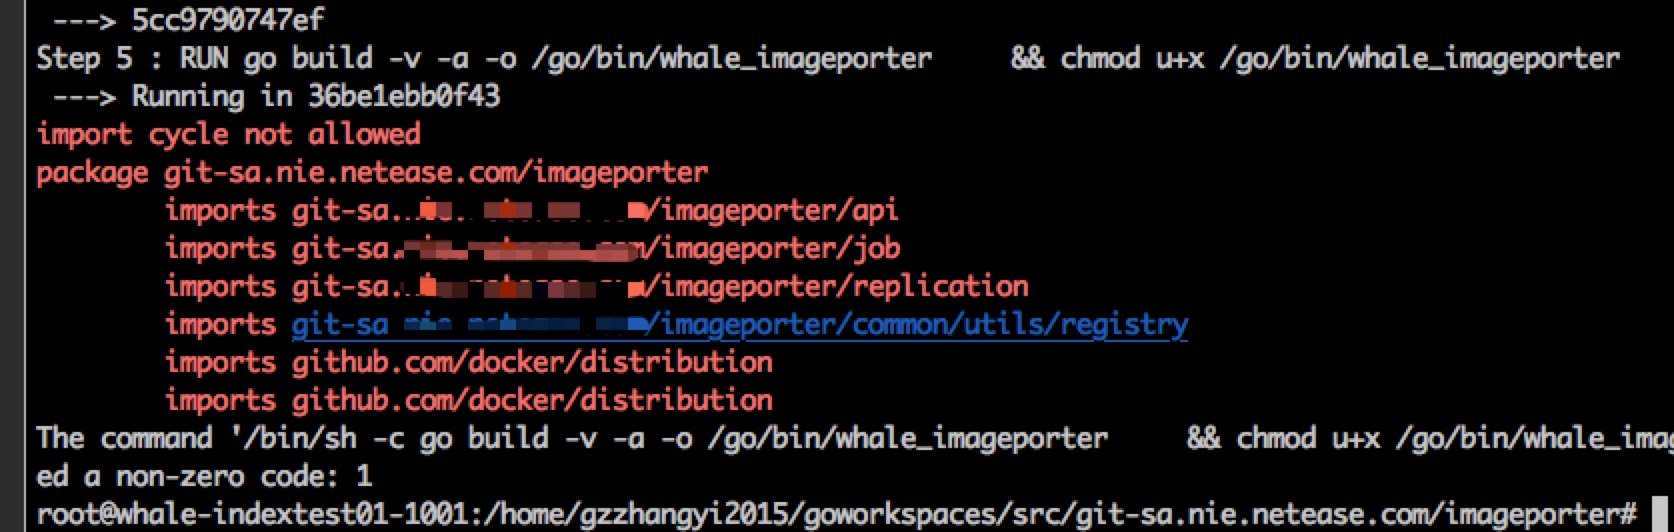 ---> 5cc9790747ef
Step 5 : RUN go build -v -a -o /go/bin/whale_imageporter     && chmod u+x /go/bin/whale_imageporter
---> Running in 36be1ebb0f43
import cycle not allowed
package git-sa.nie.netease.com/imageporter
imports git-sa. /imageporter/api
imports git-sa. /imageporter/job
imports git-sa. /imageporter/replication
imports git-sa /imageporter/common/utils/registry
imports github.com/docker/distribution
imports github.com/docker/distribution
The command '/bin/sh -c go build -v -a -o /go/bin/whale_imageporter     && chmod u+x /go/bin/whale_imag
ed a non-zero code: 1
root@whale-indextest01-1001:/home/gzzhangyi2015/goworkspaces/src/git-sa.nie.netease.com/imageporter#